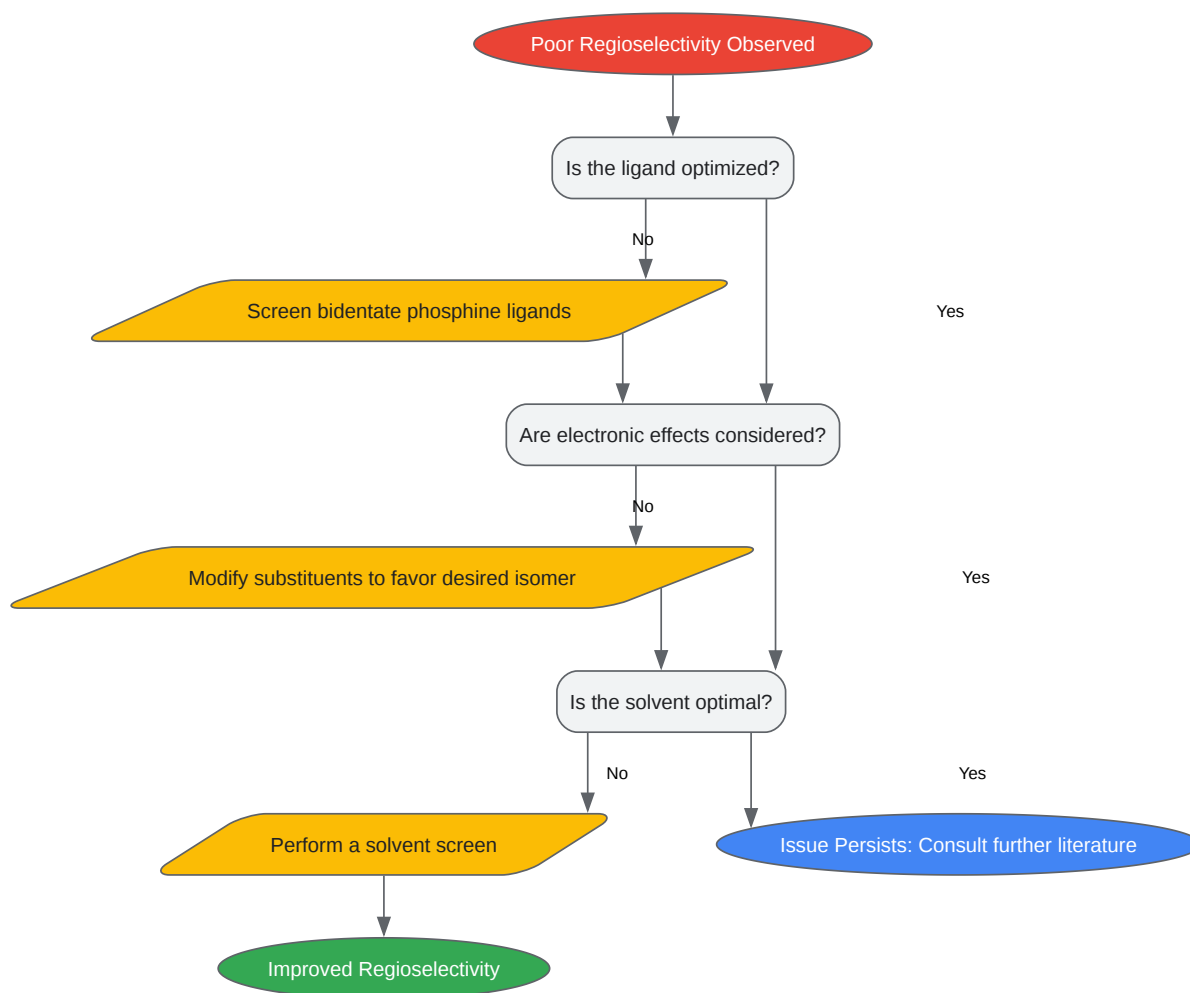 Poor Regioselectivity Observed
Is the ligand optimized?
No
Screen bidentate phosphine ligands
Yes
Are electronic effects considered?
No
Modify substituents to favor desired isomer
Yes
Is the solvent optimal?
No
Yes
Perform a solvent screen
Issue Persists: Consult further literature
Improved Regioselectivity